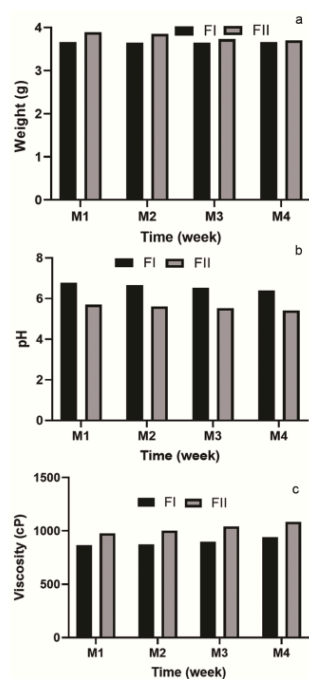 a
FI FII
Weight (g)
4
3
2
1
0
M1 M2 M3 M4
Time (week)
b
FI FII
pH
8
6
4
2
0
M1 M2 M3 M4
Time (week)
c
FI FII
Viscosity (cP)
1500
1000
500
0
M1 M2 M3 M4
Time (week)